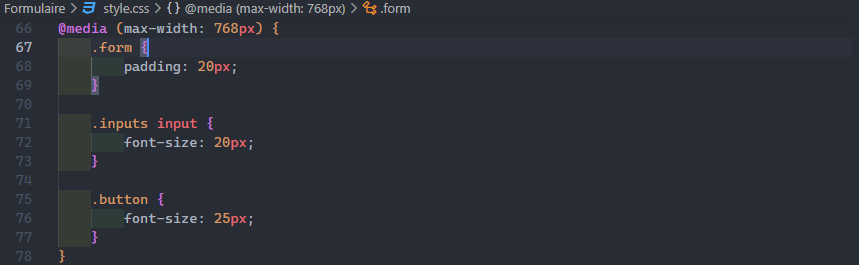 Formulaire > style.css > {} @media (max-width: 768px) > .form
66 @media (max-width: 768px) {
67     .form {
68         padding: 20px;
69     }
70
71     .inputs input {
72         font-size: 20px;
73     }
74
75     .button {
76         font-size: 25px;
77     }
78 }